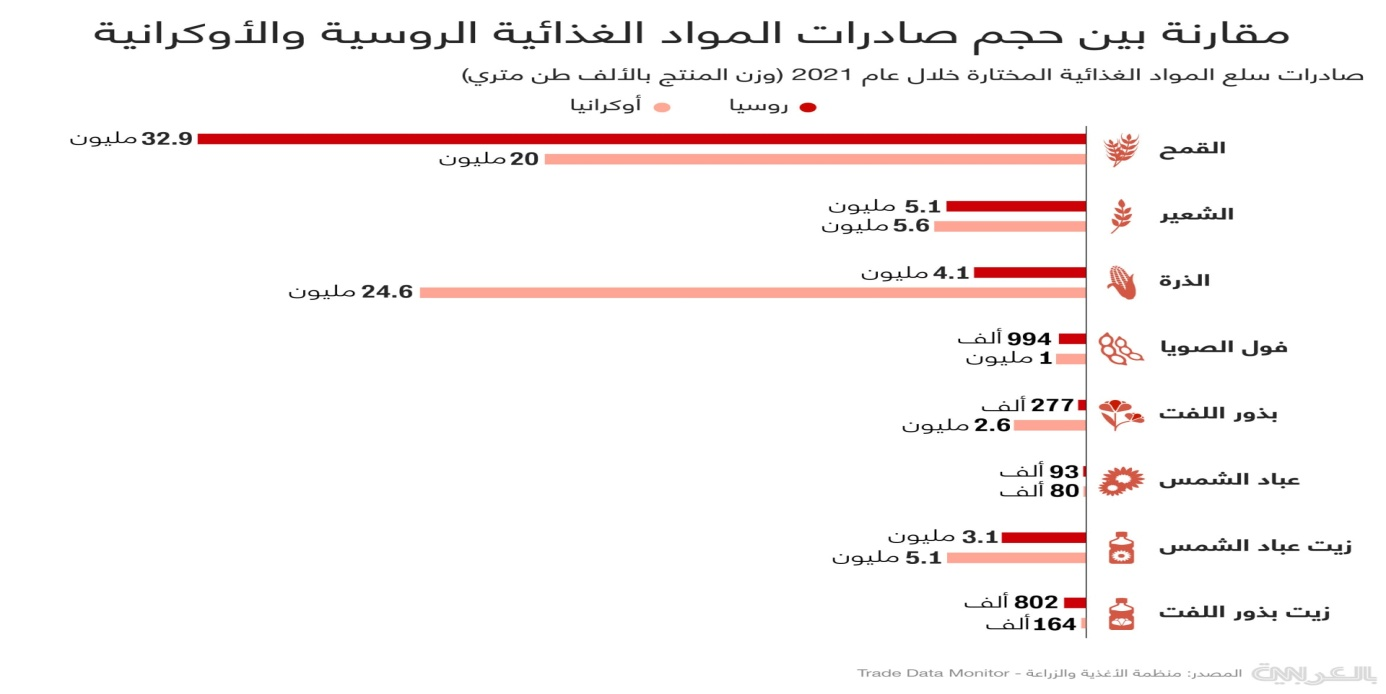 مقارنة بين حجم صادرات المواد الغذائية الروسية والأوكرانية
صادرات سلع المواد الغذائية المختارة خلال عام 2021 (وزن المنتج بالألف طن متري)
روسيا أوكرانيا
القمح
32.9 مليون
20 مليون
الشعير
5.1 مليون
5.6 مليون
الذرة
4.1 مليون
24.6 مليون
فول الصويا
994 ألف
1 مليون
بذور اللفت
277 ألف
2.6 مليون
عباد الشمس
93 ألف
80 ألف
زيت عباد الشمس
3.1 مليون
5.1 مليون
زيت بذور اللفت
802 ألف
164 ألف
بالعربية المصدر: منظمة الأغذية والزراعة - Trade Data Monitor